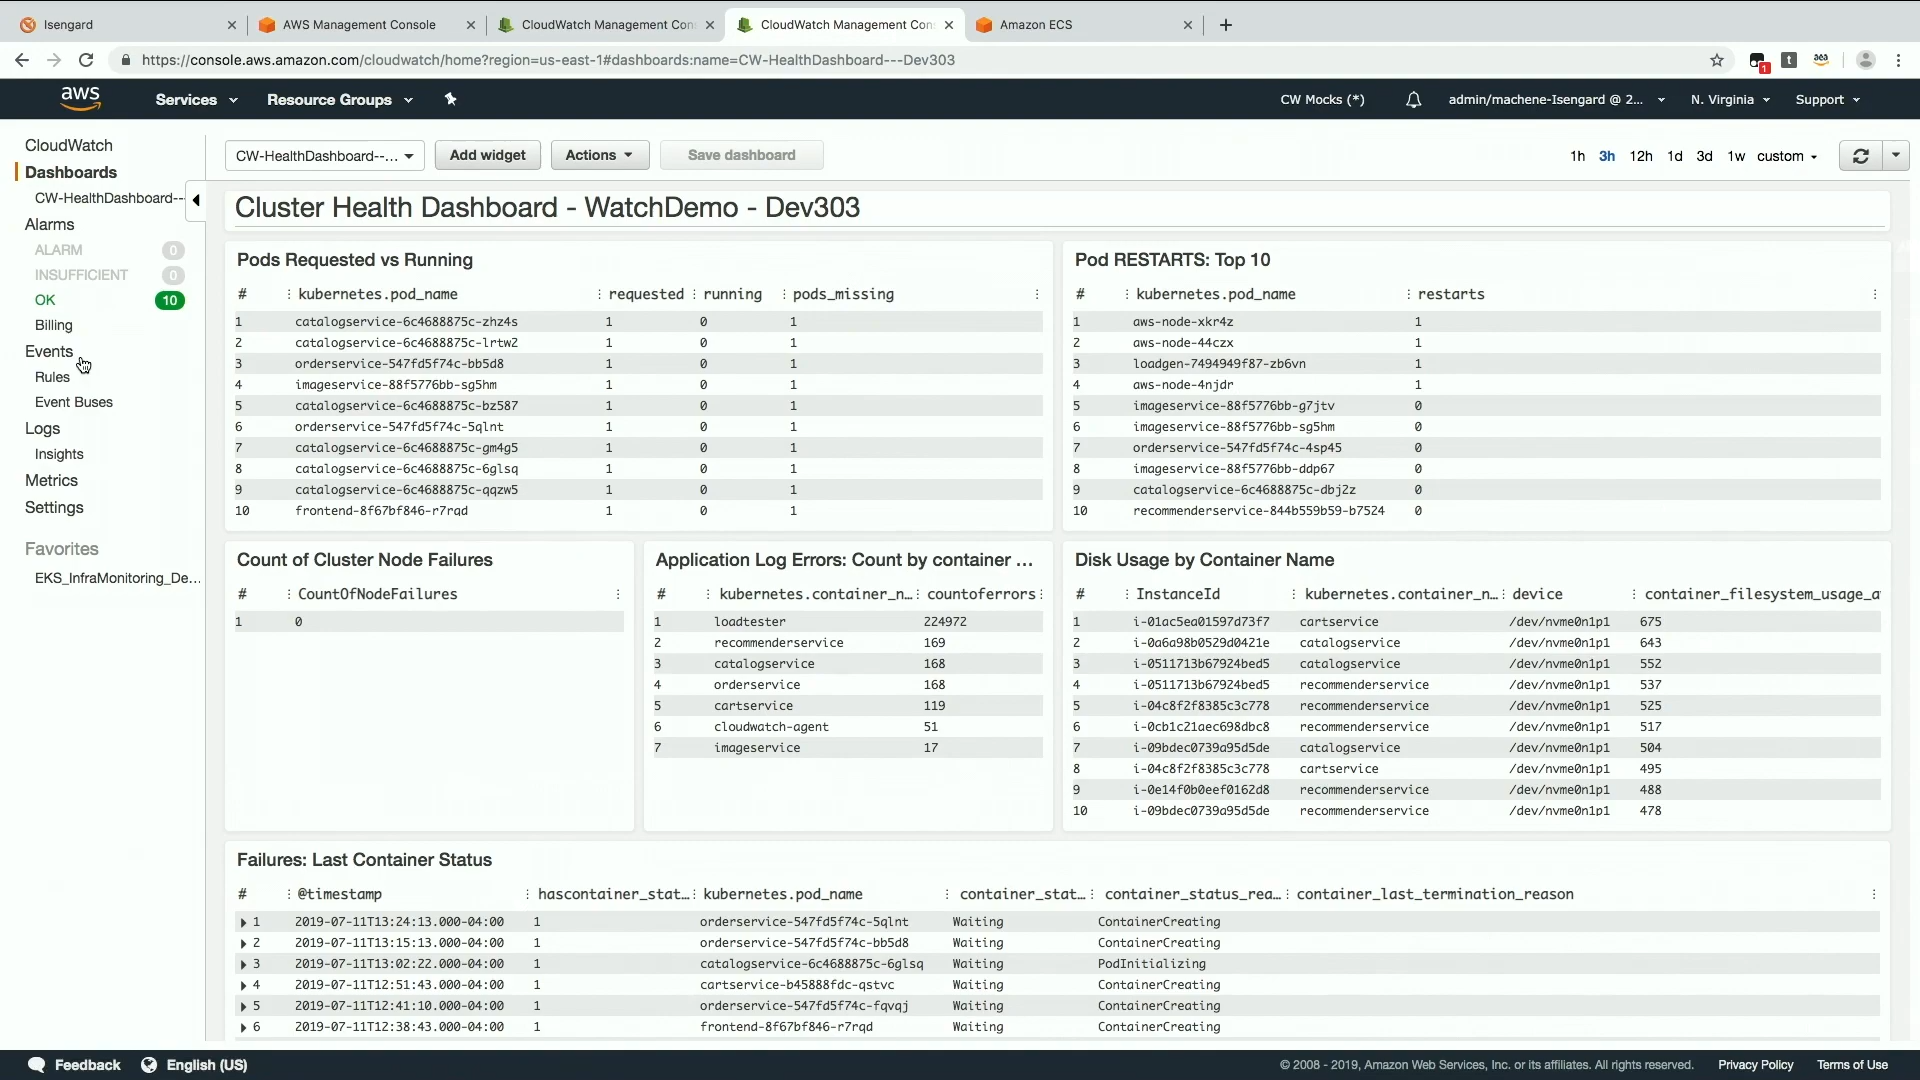 Isengard
AWS Management Console
CloudWatch Management Con
CloudWatch Management Con
Amazon ECS
https://console.aws.amazon.com/cloudwatch/home?region=us-east-1#dashboards:name=CW-HealthDashboard---Dev303
1
t
aws
Services
Resource Groups
CW Mocks (*)
admin/machene-Isengard @ 2...
N. Virginia
Support
CloudWatch
Dashboards
CW-HealthDashboard--
Alarms
ALARM 0
INSUFFICIENT 0
OK 10
Billing
Events
Rules
Event Buses
Logs
Insights
Metrics
Settings
Favorites
EKS_InfraMonitoring_De...
CW-HealthDashboard--...
Add widget
Actions
Save dashboard
1h 3h 12h 1d 3d 1w custom
Cluster Health Dashboard - WatchDemo - Dev303
Pods Requested vs Running
# kubernetes.pod_name requested running pods_missing
1 catalogservice-6c4688875c-zhz4s 1 0 1
2 catalogservice-6c4688875c-lrtw2 1 0 1
3 orderservice-547fd5f74c-bb5d8 1 0 1
4 imageservice-88f5776bb-sg5hm 1 0 1
5 catalogservice-6c4688875c-bz587 1 0 1
6 orderservice-547fd5f74c-5qlnt 1 0 1
7 catalogservice-6c4688875c-gm4g5 1 0 1
8 catalogservice-6c4688875c-6glsq 1 0 1
9 catalogservice-6c4688875c-qqzw5 1 0 1
10 frontend-8f67bf846-r7rqd 1 0 1
Pod RESTARTS: Top 10
# kubernetes.pod_name restarts
1 aws-node-xkr4z 1
2 aws-node-44czx 1
3 loadgen-7494949f87-zb6vn 1
4 aws-node-4njdr 1
5 imageservice-88f5776bb-g7jtv 0
6 imageservice-88f5776bb-sg5hm 0
7 orderservice-547fd5f74c-4sp45 0
8 imageservice-88f5776bb-ddp67 0
9 catalogservice-6c4688875c-dbj2z 0
10 recommenderservice-844b559b59-b7524 0
Count of Cluster Node Failures
# CountOfNodeFailures
1 0
Application Log Errors: Count by container ...
# kubernetes.container_n... countoferrors
1 loadtester 224972
2 recommenderservice 169
3 catalogservice 168
4 orderservice 168
5 cartservice 119
6 cloudwatch-agent 51
7 imageservice 17
Disk Usage by Container Name
# InstanceId kubernetes.container_n... device container_filesystem_usage_a
1 i-01ac5ea01597d73f7 cartservice /dev/nvme0n1p1 675
2 i-0a6a98b0529d0421e catalogservice /dev/nvme0n1p1 643
3 i-0511713b67924bed5 catalogservice /dev/nvme0n1p1 552
4 i-0511713b67924bed5 recommenderservice /dev/nvme0n1p1 537
5 i-04c8f2f8385c3c778 recommenderservice /dev/nvme0n1p1 525
6 i-0cb1c21aec698dbc8 recommenderservice /dev/nvme0n1p1 517
7 i-09bdec0739a95d5de catalogservice /dev/nvme0n1p1 504
8 i-04c8f2f8385c3c778 cartservice /dev/nvme0n1p1 495
9 i-0e14f0b0eef0162d8 recommenderservice /dev/nvme0n1p1 488
10 i-09bdec0739a95d5de recommenderservice /dev/nvme0n1p1 478
Failures: Last Container Status
# @timestamp hascontainer_stat... kubernetes.pod_name container_stat... container_status_rea... container_last_termination_reason
1 2019-07-11T13:24:13.000-04:00 1 orderservice-547fd5f74c-5qlnt Waiting ContainerCreating
2 2019-07-11T13:15:13.000-04:00 1 orderservice-547fd5f74c-bb5d8 Waiting ContainerCreating
3 2019-07-11T13:02:22.000-04:00 1 catalogservice-6c4688875c-6glsq Waiting PodInitializing
4 2019-07-11T12:51:43.000-04:00 1 cartservice-b45888fdc-qstvc Waiting ContainerCreating
5 2019-07-11T12:41:10.000-04:00 1 orderservice-547fd5f74c-fqvqj Waiting ContainerCreating
6 2019-07-11T12:38:43.000-04:00 1 frontend-8f67bf846-r7rqd Waiting ContainerCreating
Feedback
English (US)
© 2008 - 2019, Amazon Web Services, Inc. or its affiliates. All rights reserved.
Privacy Policy
Terms of Use